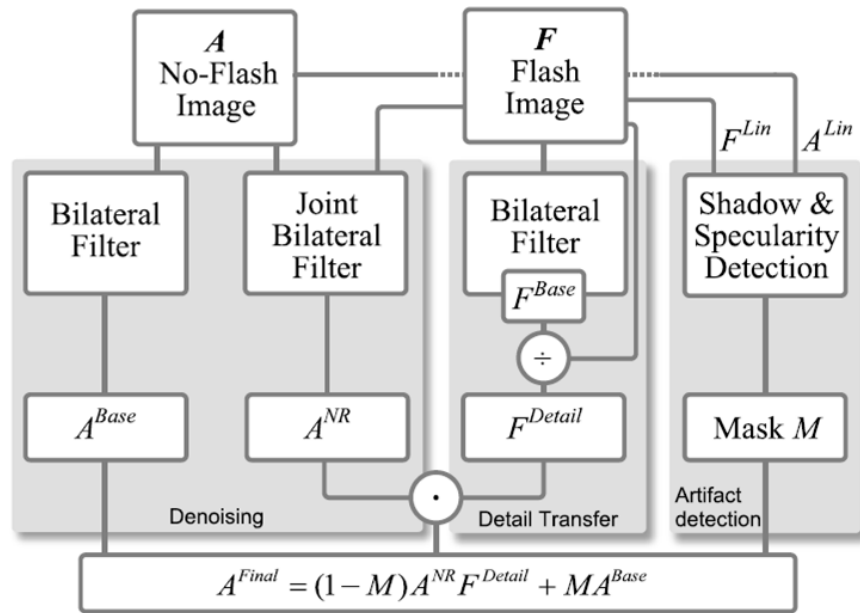 A
No-Flash
Image
F
Flash
Image
F^Lin
A^Lin
Bilateral
Filter
Joint
Bilateral
Filter
Bilateral
Filter
F^Base
÷
Shadow &
Specularity
Detection
A^Base
A^NR
F^Detail
Mask M
·
Denoising
Detail Transfer
Artifact
detection
A^Final = (1 − M) A^NR F^Detail + M A^Base